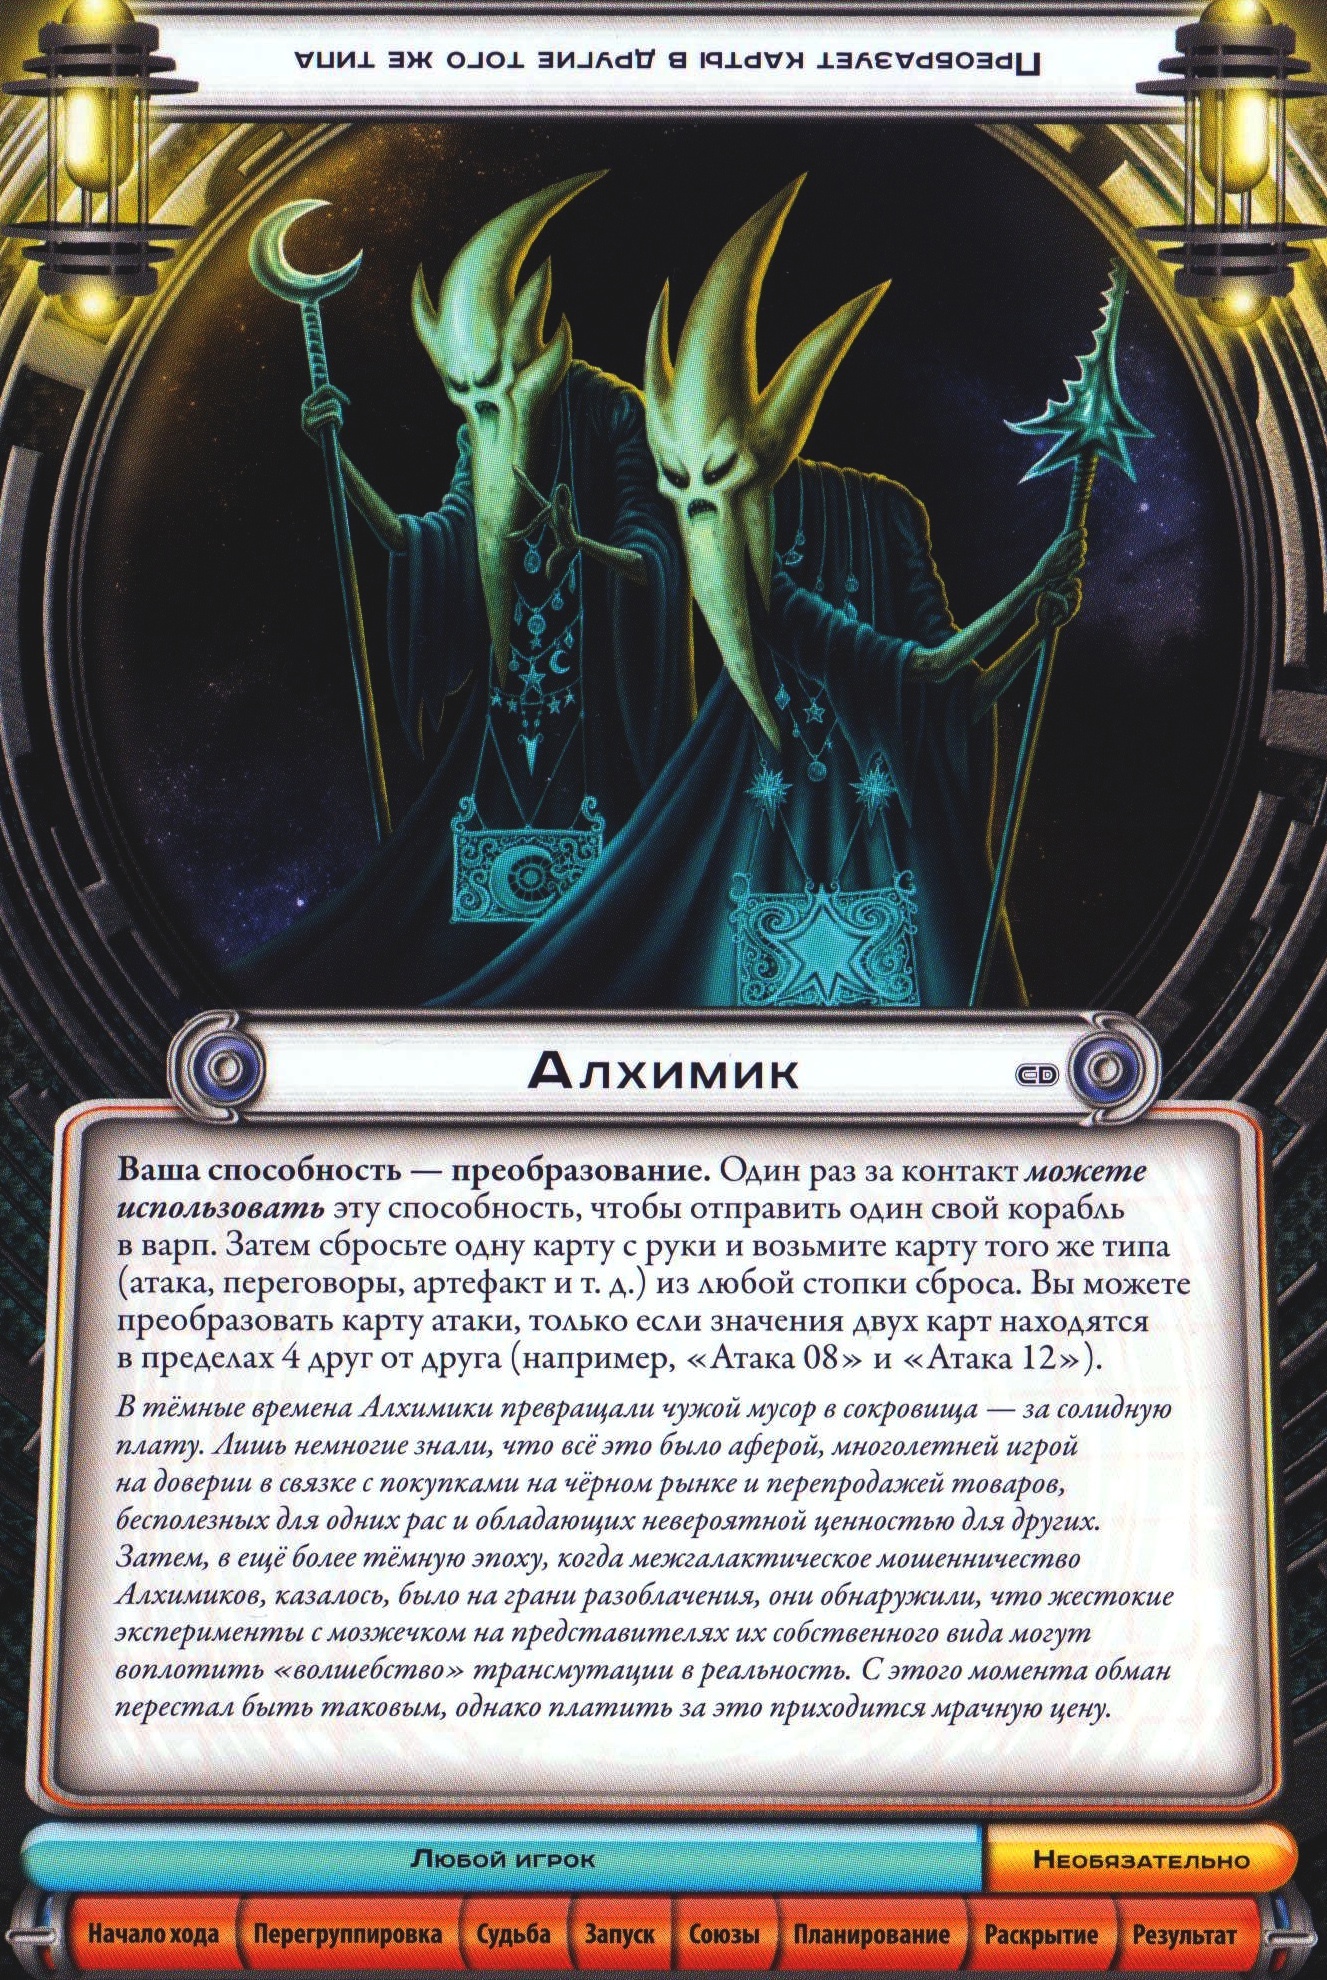 Преобразует карты в другие того же типа
Алхимик
Ваша способность — преобразование. Один раз за контакт можете
использовать эту способность, чтобы отправить один свой корабль
в варп. Затем сбросьте одну карту с руки и возьмите карту того же типа
(атака, переговоры, артефакт и т. д.) из любой стопки сброса. Вы можете
преобразовать карту атаки, только если значения двух карт находятся
в пределах 4 друг от друга (например, «Атака 08» и «Атака 12»).
В тёмные времена Алхимики превращали чужой мусор в сокровища — за солидную
плату. Лишь немногие знали, что всё это было аферой, многолетней игрой
на доверии в связке с покупками на чёрном рынке и перепродажей товаров,
бесполезных для одних рас и обладающих невероятной ценностью для других.
Затем, в ещё более тёмную эпоху, когда межгалактическое мошенничество
Алхимиков, казалось, было на грани разоблачения, они обнаружили, что жестокие
эксперименты с мозжечком на представителях их собственного вида могут
воплотить «волшебство» трансмутации в реальность. С этого момента обман
перестал быть таковым, однако платить за это приходится мрачную цену.
Любой игрок Необязательно
Начало хода Перегруппировка Судьба Запуск Союзы Планирование Раскрытие Результат